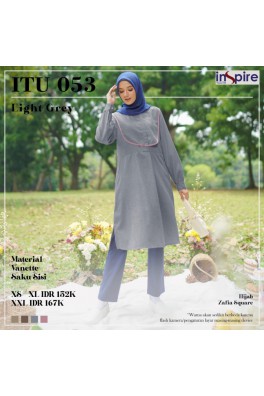 ITU 053
Light Grey
inspire
Material
Vanette
Saku Sisi
XS - XL IDR 152K
XXL IDR 167K
Hijab
Zafia Square